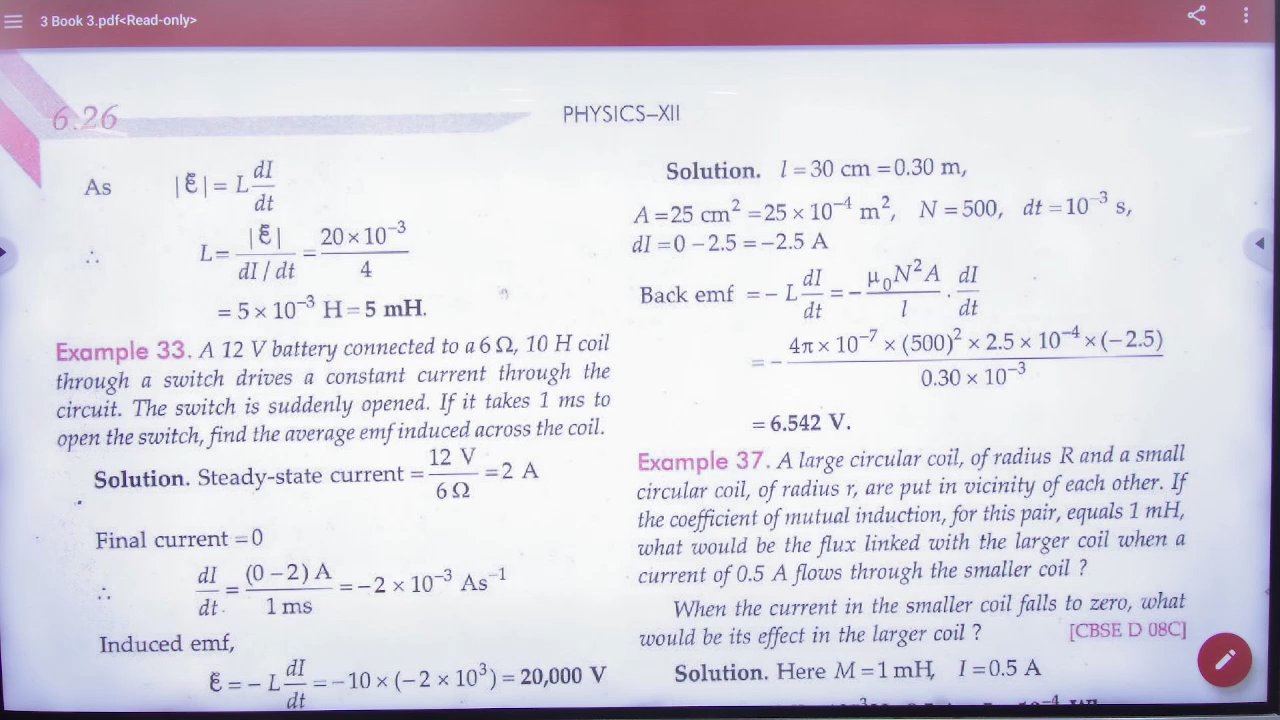 3 Book 3.pdf<Read-only>
6.26
PHYSICS–XII
As |Ɛ| = L dI/dt
∴ L = |Ɛ| / (dI / dt) = 20 × 10⁻³ / 4
= 5 × 10⁻³ H = 5 mH.
Example 33. A 12 V battery connected to a 6 Ω, 10 H coil
through a switch drives a constant current through the
circuit. The switch is suddenly opened. If it takes 1 ms to
open the switch, find the average emf induced across the coil.
Solution. Steady-state current = 12 V / 6 Ω = 2 A
Final current = 0
∴ dI/dt = (0 – 2) A / 1 ms = – 2 × 10⁻³ As⁻¹
Induced emf,
Ɛ = – L dI/dt = – 10 × (– 2 × 10³) = 20,000 V
Solution. l = 30 cm = 0.30 m,
A = 25 cm² = 25 × 10⁻⁴ m², N = 500, dt = 10⁻³ s,
dI = 0 – 2.5 = – 2.5 A
Back emf = – L dI/dt = – μ₀N²A / l . dI/dt
= – 4π × 10⁻⁷ × (500)² × 2.5 × 10⁻⁴ × (– 2.5) / 0.30 × 10⁻³
= 6.542 V.
Example 37. A large circular coil, of radius R and a small
circular coil, of radius r, are put in vicinity of each other. If
the coefficient of mutual induction, for this pair, equals 1 mH,
what would be the flux linked with the larger coil when a
current of 0.5 A flows through the smaller coil ?
When the current in the smaller coil falls to zero, what
would be its effect in the larger coil ? [CBSE D 08C]
Solution. Here M = 1 mH, I = 0.5 A